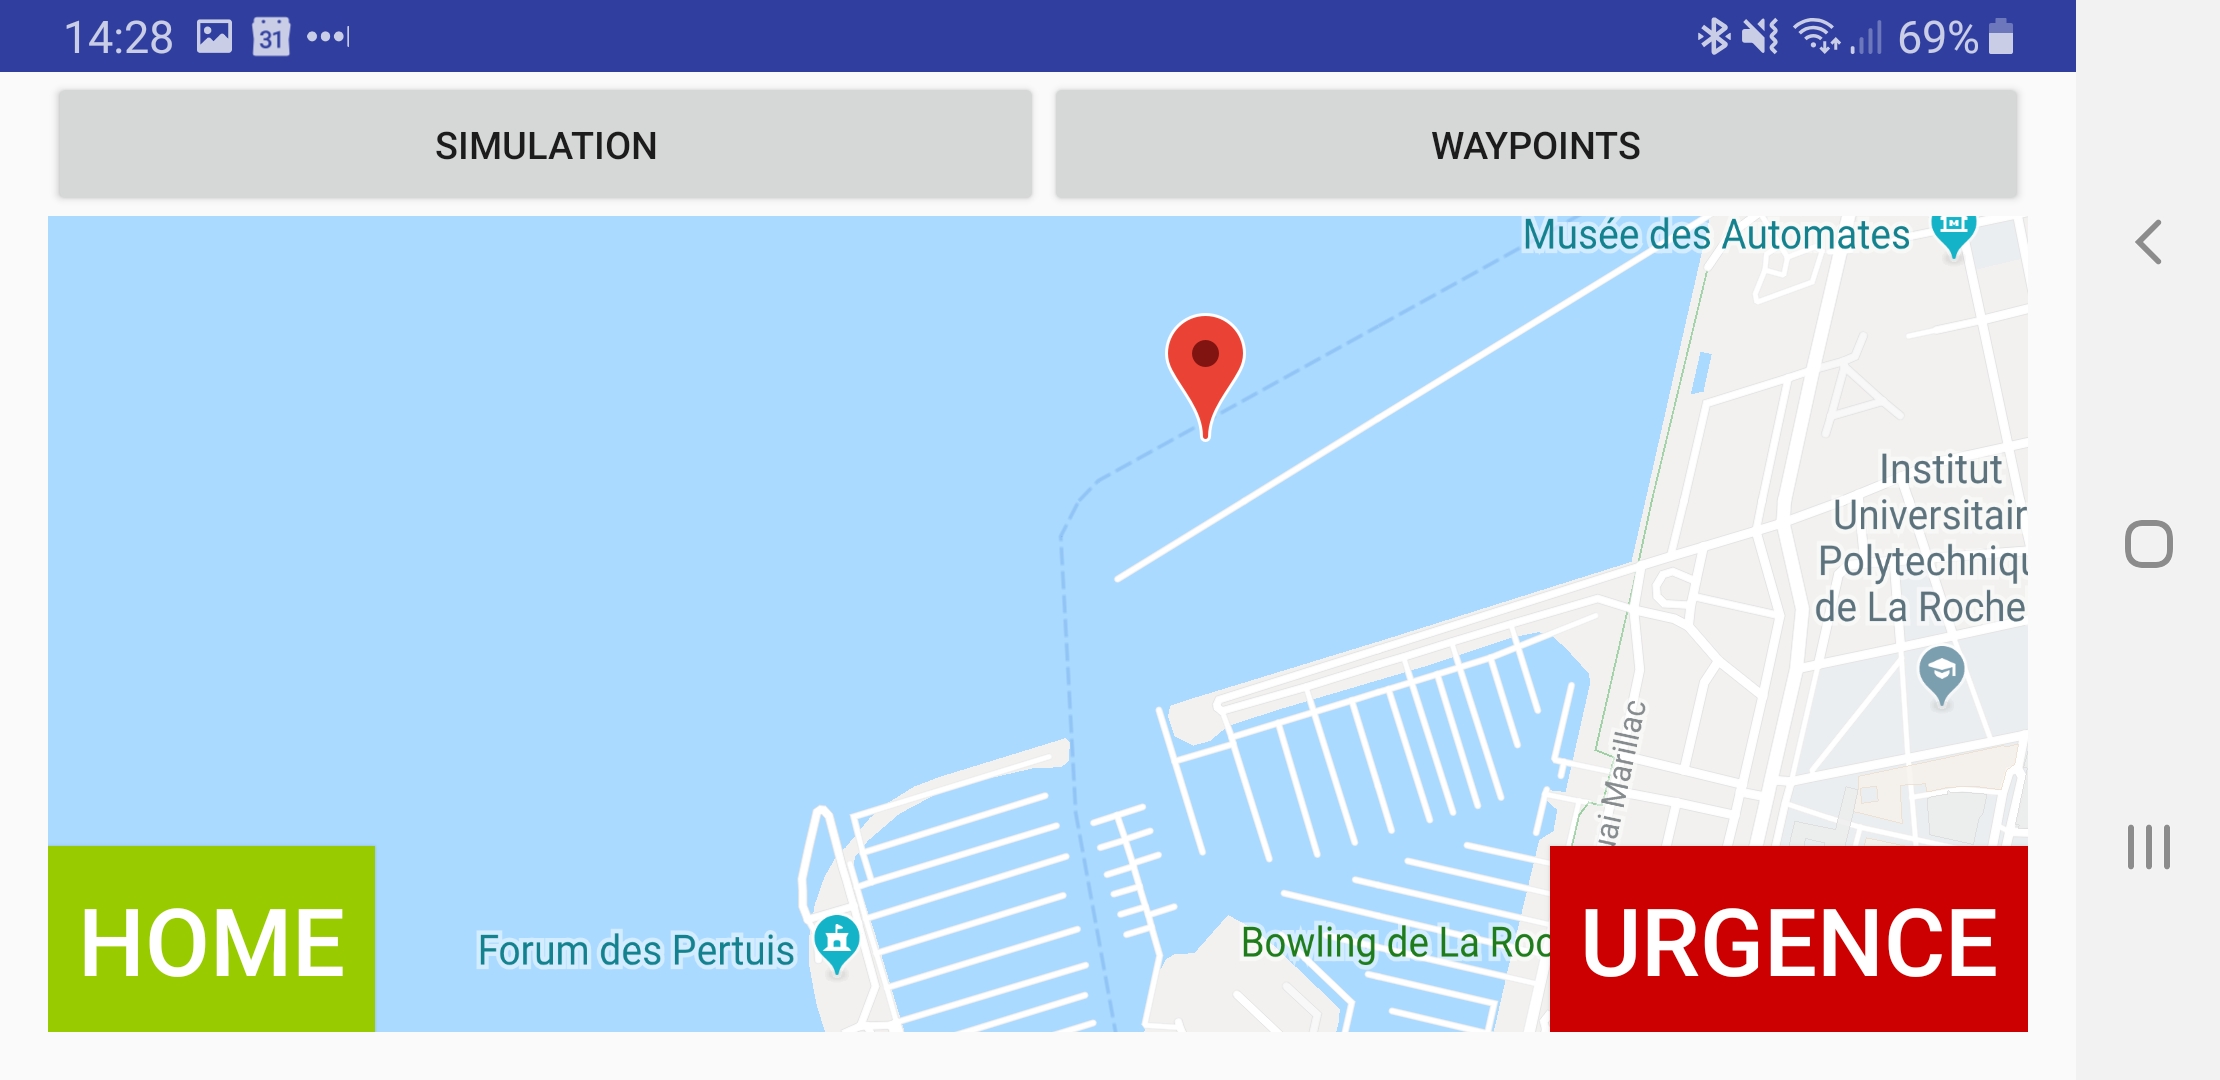 14:28
31
69%
SIMULATION
WAYPOINTS
Musée des Automates
Institut
Universitair
Polytechniqu
de La Roche
uai Marillac
HOME
Forum des Pertuis
Bowling de La Roc
URGENCE